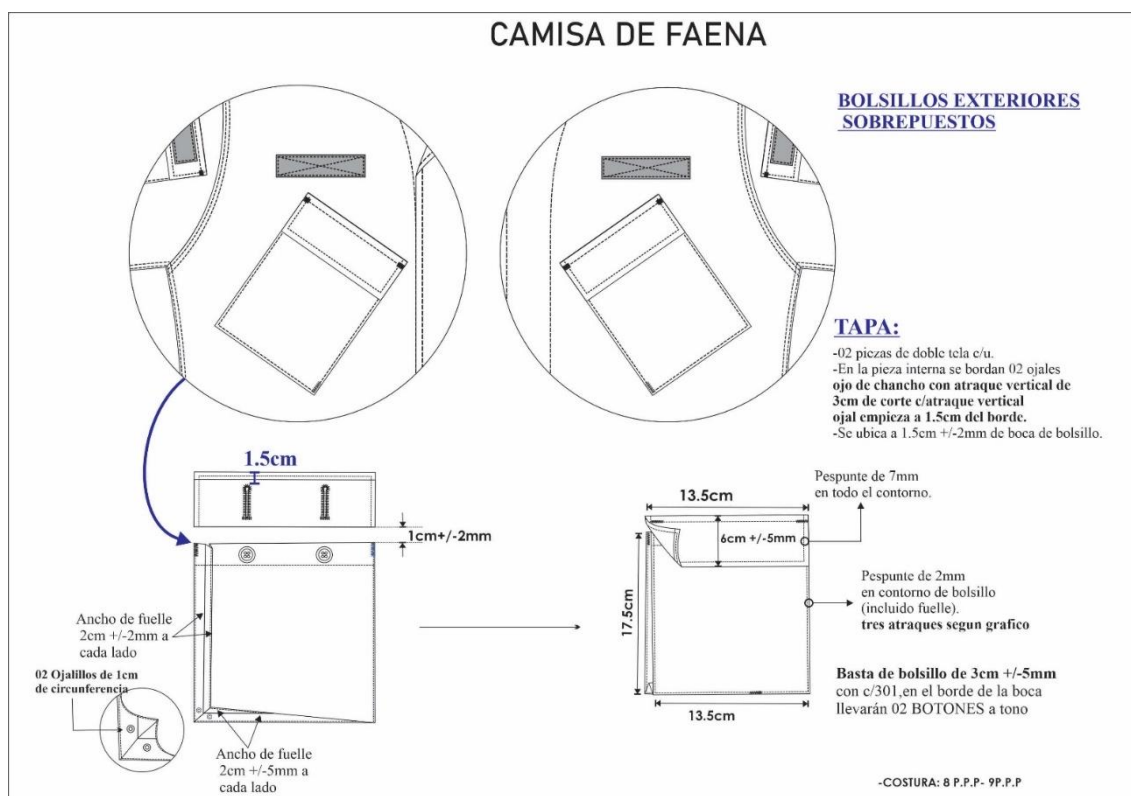 CAMISA DE FAENA
BOLSILLOS EXTERIORES
SOBREPUESTOS
TAPA:
-02 piezas de doble tela c/u.
-En la pieza interna se bordan 02 ojales
ojo de chancho con atraque vertical de
3cm de corte c/atraque vertical
ojal empieza a 1.5cm del borde.
-Se ubica a 1.5cm +/-2mm de boca de bolsillo.
1.5cm
1cm+/-2mm
Ancho de fuelle
2cm +/-2mm a
cada lado
02 Ojalillos de 1cm
de circunferencia
Ancho de fuelle
2cm +/-5mm a
cada lado
13.5cm
6cm +/-5mm
17.5cm
13.5cm
Pespunte de 7mm
en todo el contorno.
Pespunte de 2mm
en contorno de bolsillo
(incluido fuelle).
tres atraques segun grafico
Basta de bolsillo de 3cm +/-5mm
con c/301,en el borde de la boca
llevarán 02 BOTONES a tono
-COSTURA: 8 P.P.P- 9P.P.P